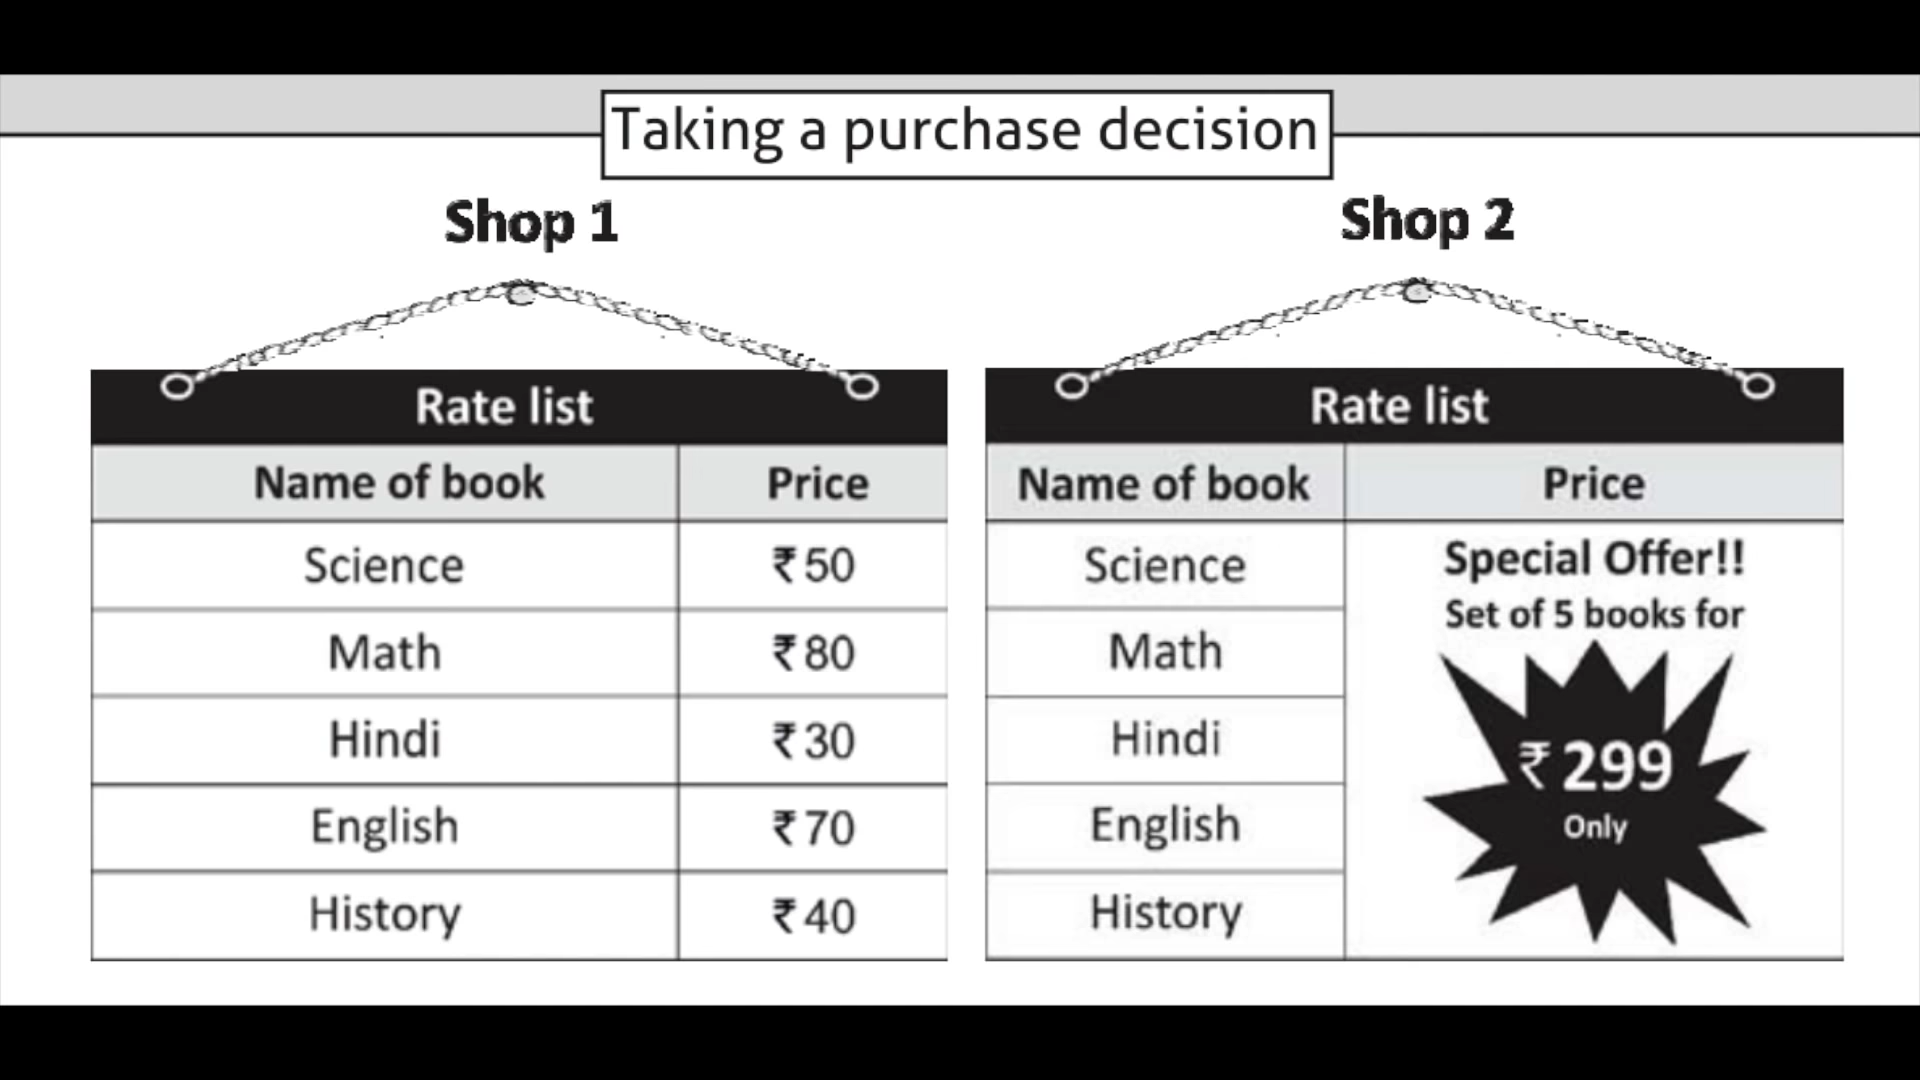 Taking a purchase decision
Shop 1
Rate list
Name of book Price
Science ₹50
Math ₹80
Hindi ₹30
English ₹70
History ₹40
Shop 2
Rate list
Name of book Price
Science
Math
Hindi
English
History
Special Offer!!
Set of 5 books for
₹299
Only